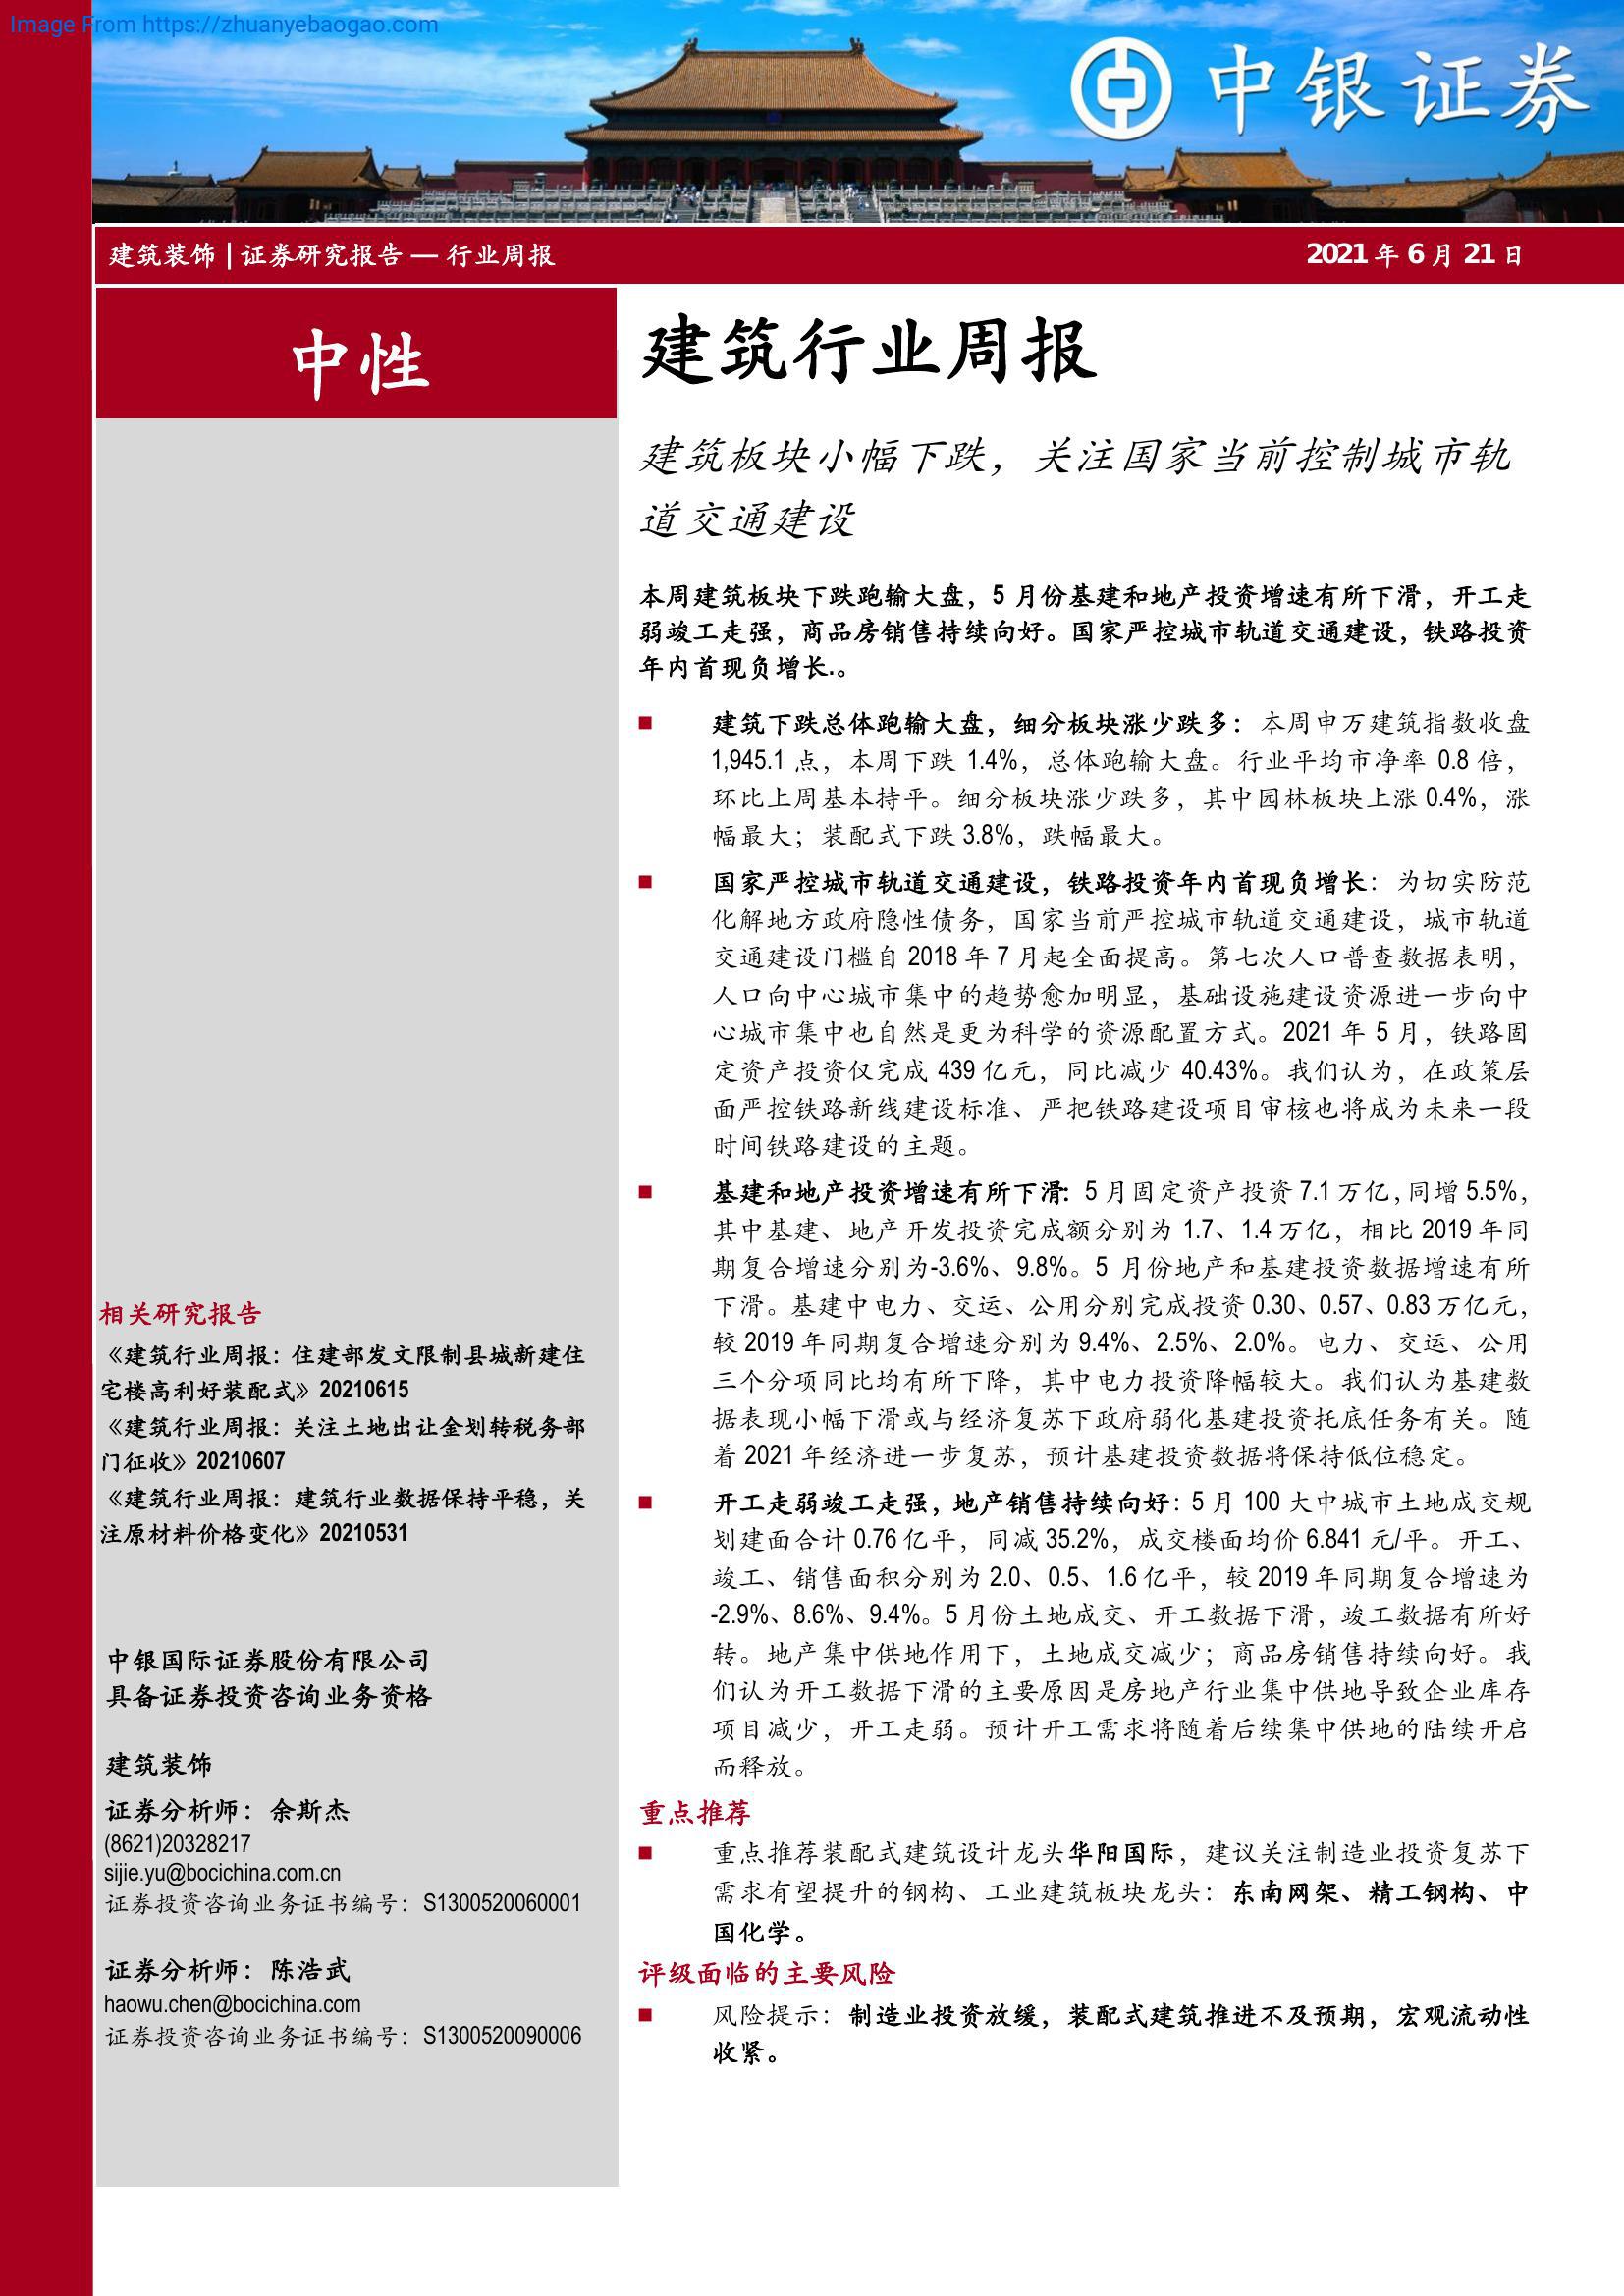 Image From https://zhuanyebaogao.com
中银证券
建筑装饰 | 证券研究报告 — 行业周报
2021 年 6 月 21 日
中性
建筑行业周报
建筑板块小幅下跌，关注国家当前控制城市轨
道交通建设
本周建筑板块下跌跑输大盘，5 月份基建和地产投资增速有所下滑，开工走
弱竣工走强，商品房销售持续向好。国家严控城市轨道交通建设，铁路投资
年内首现负增长.。
■ 建筑下跌总体跑输大盘，细分板块涨少跌多：本周申万建筑指数收盘
1,945.1 点，本周下跌 1.4%，总体跑输大盘。行业平均市净率 0.8 倍，
环比上周基本持平。细分板块涨少跌多，其中园林板块上涨 0.4%，涨
幅最大；装配式下跌 3.8%，跌幅最大。
■ 国家严控城市轨道交通建设，铁路投资年内首现负增长：为切实防范
化解地方政府隐性债务，国家当前严控城市轨道交通建设，城市轨道
交通建设门槛自 2018 年 7 月起全面提高。第七次人口普查数据表明，
人口向中心城市集中的趋势愈加明显，基础设施建设资源进一步向中
心城市集中也自然是更为科学的资源配置方式。2021 年 5 月，铁路固
定资产投资仅完成 439 亿元，同比减少 40.43%。我们认为，在政策层
面严控铁路新线建设标准、严把铁路建设项目审核也将成为未来一段
时间铁路建设的主题。
■ 基建和地产投资增速有所下滑：5 月固定资产投资 7.1 万亿，同增 5.5%，
其中基建、地产开发投资完成额分别为 1.7、1.4 万亿，相比 2019 年同
期复合增速分别为-3.6%、9.8%。5 月份地产和基建投资数据增速有所
下滑。基建中电力、交运、公用分别完成投资 0.30、0.57、0.83 万亿元，
较 2019 年同期复合增速分别为 9.4%、2.5%、2.0%。电力、交运、公用
三个分项同比均有所下降，其中电力投资降幅较大。我们认为基建数
据表现小幅下滑或与经济复苏下政府弱化基建投资托底任务有关。随
着 2021 年经济进一步复苏，预计基建投资数据将保持低位稳定。
■ 开工走弱竣工走强，地产销售持续向好：5 月 100 大中城市土地成交规
划建面合计 0.76 亿平，同减 35.2%，成交楼面均价 6.841 元/平。开工、
竣工、销售面积分别为 2.0、0.5、1.6 亿平，较 2019 年同期复合增速为
-2.9%、8.6%、9.4%。5 月份土地成交、开工数据下滑，竣工数据有所好
转。地产集中供地作用下，土地成交减少；商品房销售持续向好。我
们认为开工数据下滑的主要原因是房地产行业集中供地导致企业库存
项目减少，开工走弱。预计开工需求将随着后续集中供地的陆续开启
而释放。
重点推荐
■ 重点推荐装配式建筑设计龙头华阳国际，建议关注制造业投资复苏下
需求有望提升的钢构、工业建筑板块龙头：东南网架、精工钢构、中
国化学。
评级面临的主要风险
■ 风险提示：制造业投资放缓，装配式建筑推进不及预期，宏观流动性
收紧。
相关研究报告
《建筑行业周报：住建部发文限制县城新建住
宅楼高利好装配式》20210615
《建筑行业周报：关注土地出让金划转税务部
门征收》20210607
《建筑行业周报：建筑行业数据保持平稳，关
注原材料价格变化》20210531
中银国际证券股份有限公司
具备证券投资咨询业务资格
建筑装饰
证券分析师：余斯杰
(8621)20328217
sijie.yu@bocichina.com.cn
证券投资咨询业务证书编号：S1300520060001
证券分析师：陈浩武
haowu.chen@bocichina.com
证券投资咨询业务证书编号：S1300520090006